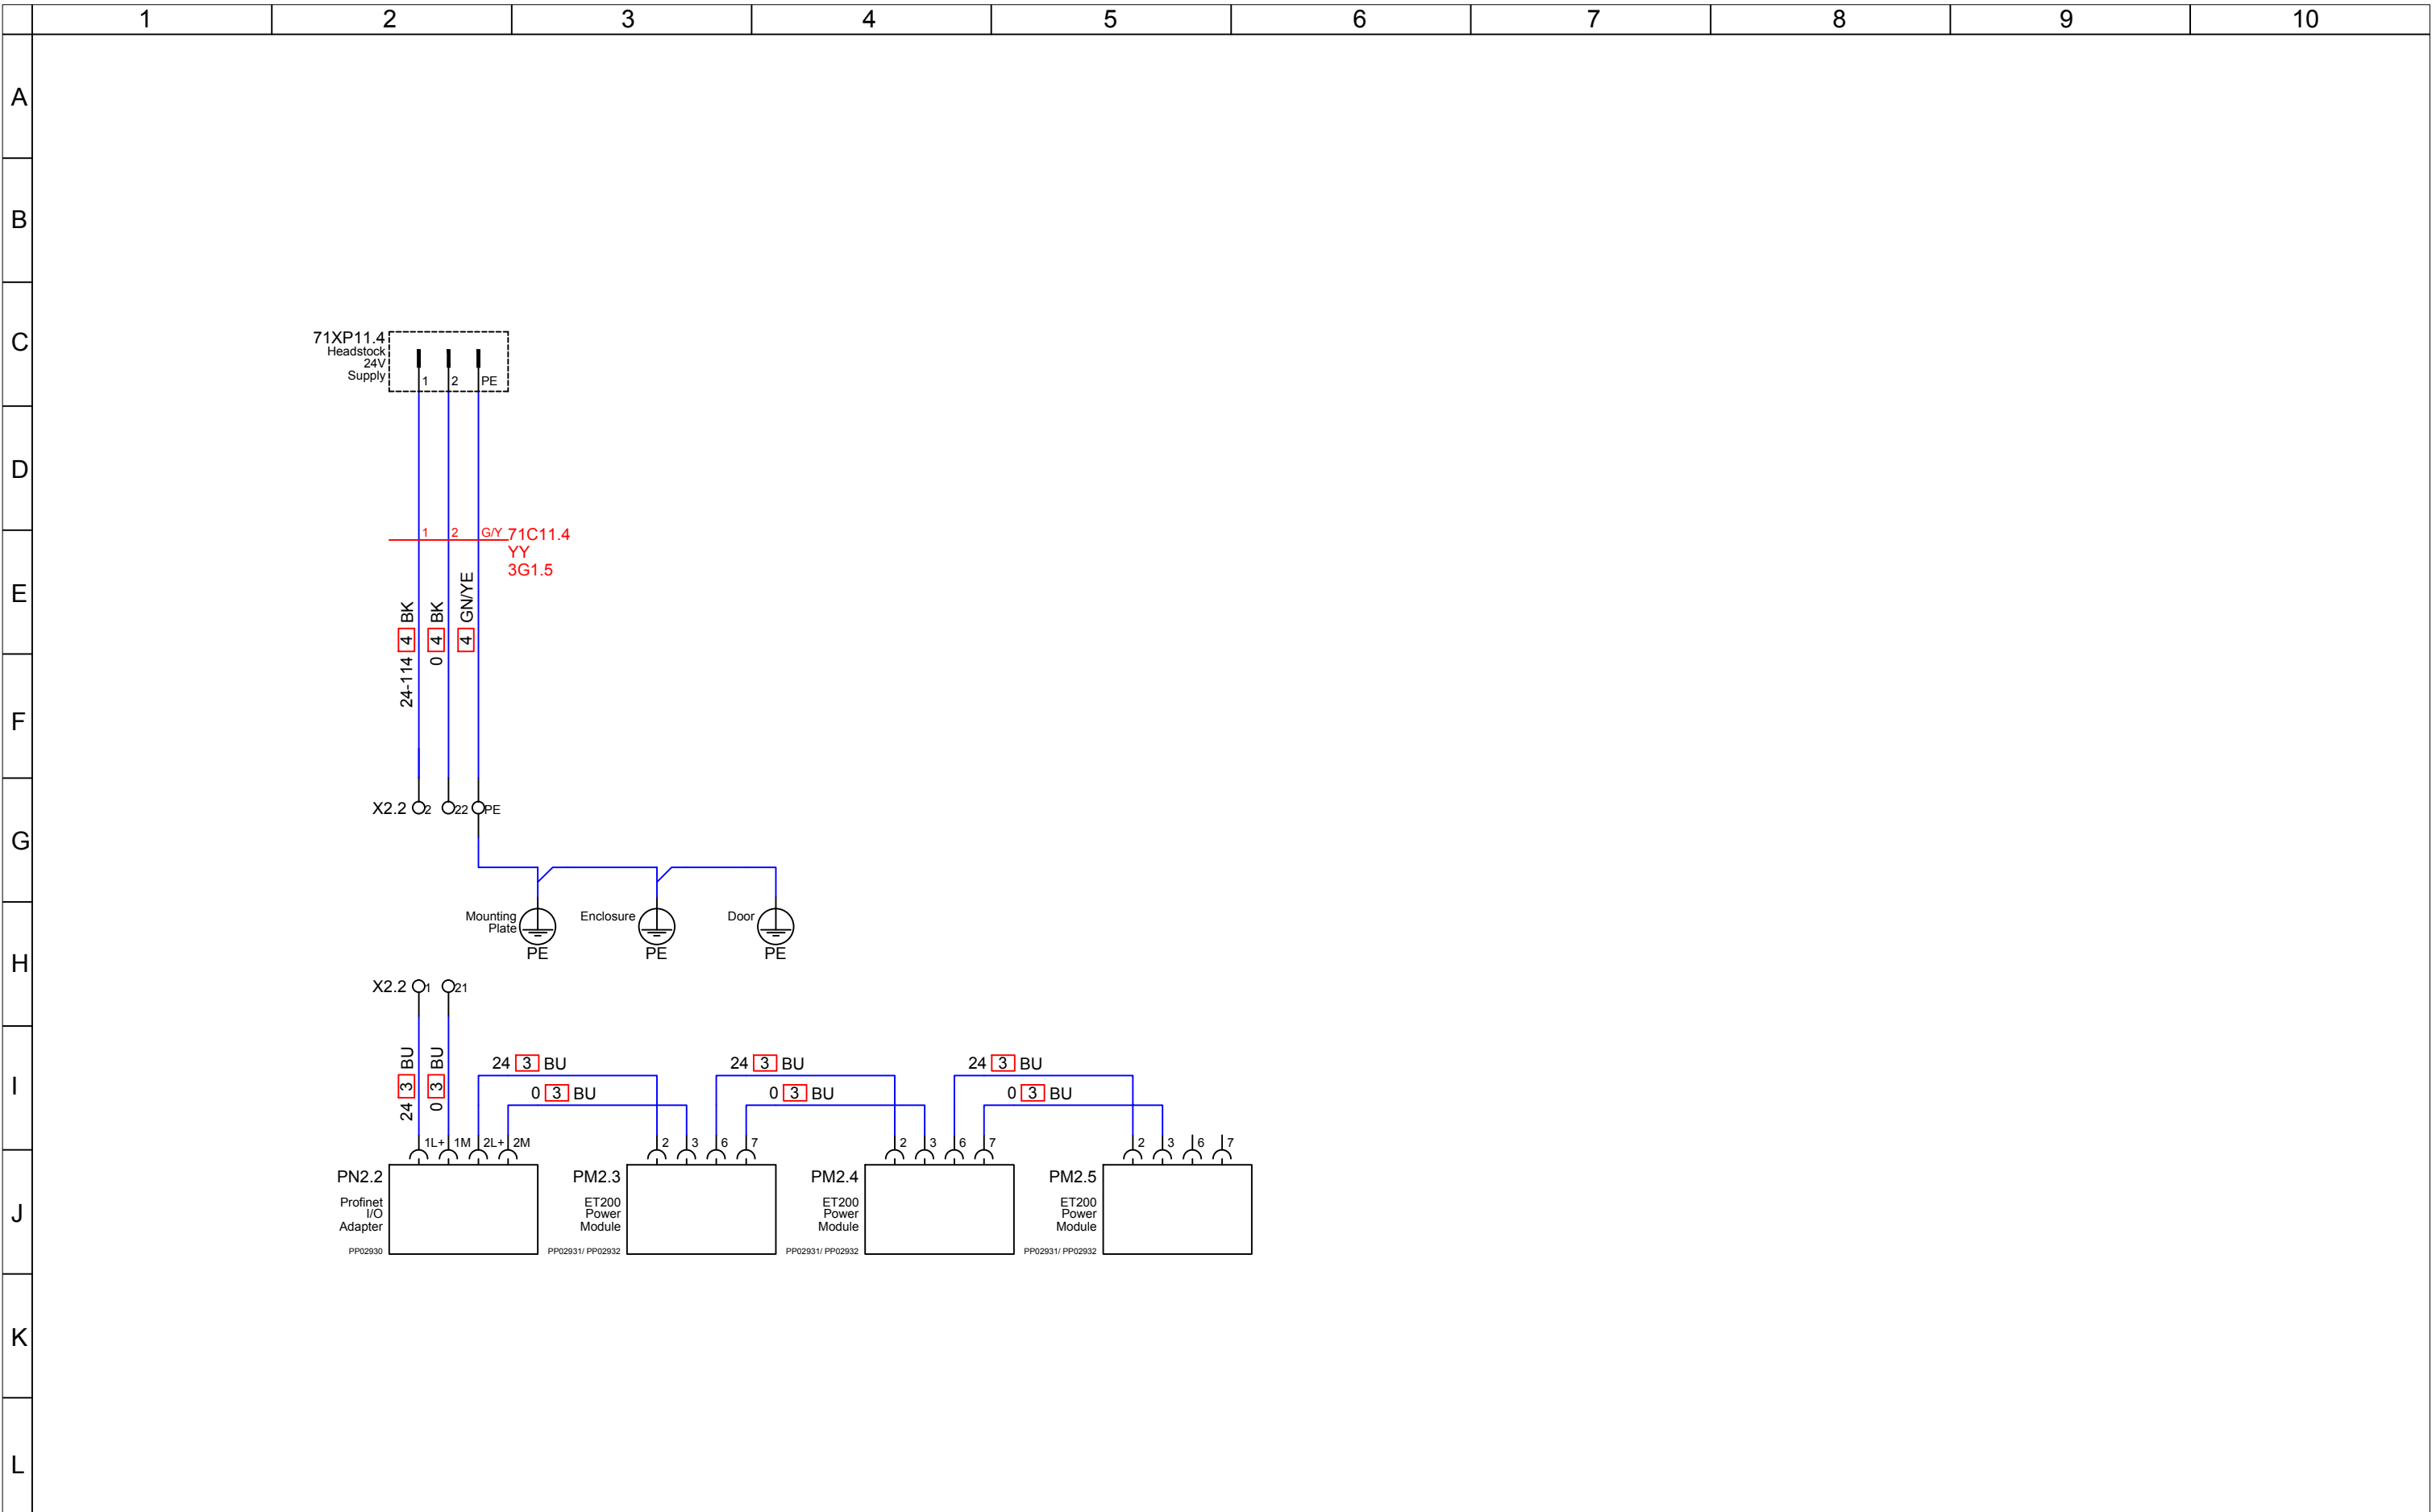 1 2 3 4 5 6 7 8 9 10
A
B
C
71XP11.4
Headstock
24V
Supply
1 2 PE
D
1 2 G/Y 71C11.4
YY
3G1.5
E
24-114 4 BK
0 4 BK
4 GN/YE
F
X2.2 2 22 PE
G
Mounting
Plate
PE
Enclosure
PE
Door
PE
H
X2.2 1 21
24 3 BU
0 3 BU
24 3 BU
0 3 BU
24 3 BU
0 3 BU
24 3 BU
0 3 BU
I
1L+ 1M 2L+ 2M 2 3 6 7 2 3 6 7 2 3 6 7
PN2.2
Profinet
I/O
Adapter
PP02930
PM2.3
ET200
Power
Module
PP02931/ PP02932
PM2.4
ET200
Power
Module
PP02931/ PP02932
PM2.5
ET200
Power
Module
PP02931/ PP02932
J
K
L